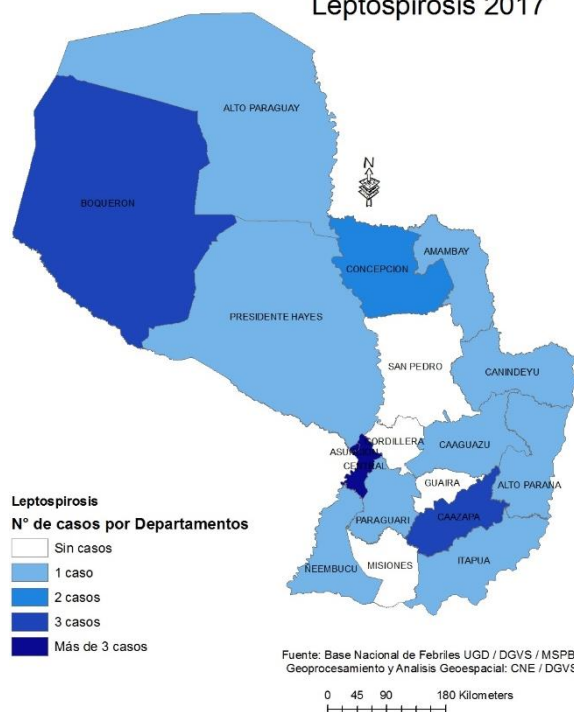 Leptospirosis 2017
ALTO PARAGUAY
N
BOQUERON
AMAMBAY
CONCEPCION
PRESIDENTE HAYES
SAN PEDRO
CANINDEYU
CORDILLERA
CAAGUAZU
CENTRAL
GUAIRA
ALTO PARANA
Leptospirosis
N° de casos por Departamentos
Sin casos
1 caso
2 casos
3 casos
Más de 3 casos
PARAGUARI
CAAZAPA
ÑEEMBUCU
MISIONES
ITAPUA
Fuente: Base Nacional de Febriles UGD / DGVS / MSPB
Geoprocesamiento y Analisis Geoespacial: CNE / DGVS
0 45 90 180 Kilometers